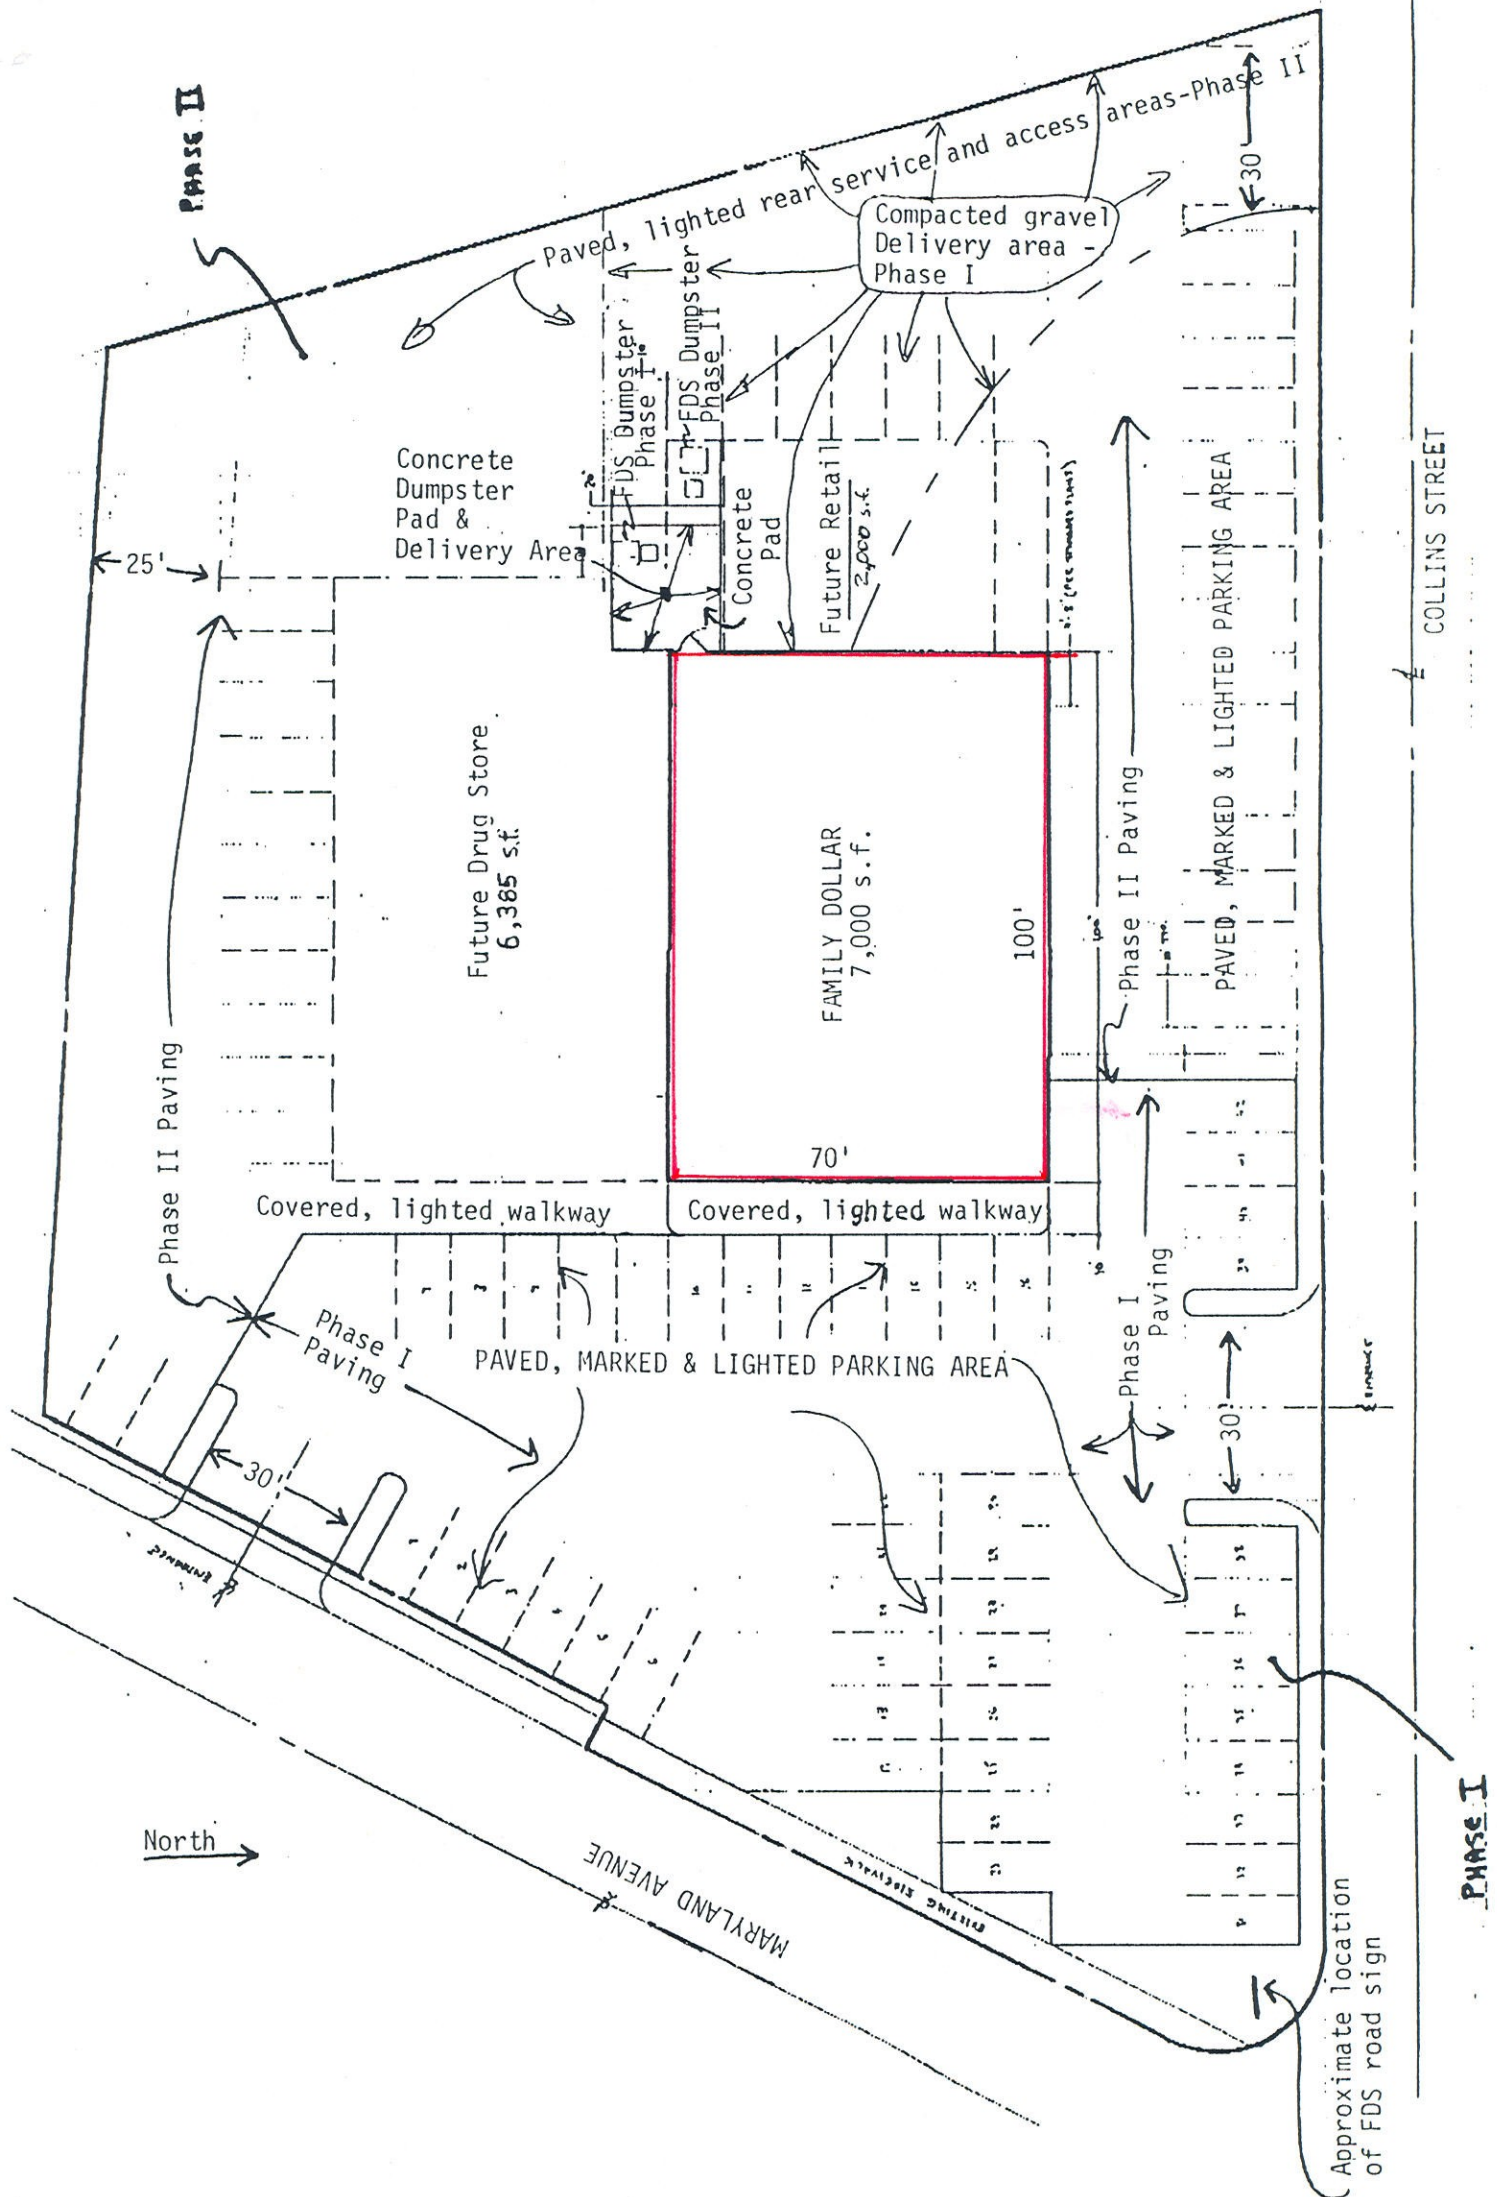 PHASE II
Paved, lighted rear service and access areas-Phase II
30'
Compacted gravel
Delivery area -
Phase I
FDS Dumpster
Phase I
FDS Dumpster
Phase II
Concrete
Dumpster
Pad &
Delivery Area
20'
25'
Concrete
Pad
Future Retail
2,000 s.f.
Future Drug Store
6,385 s.f.
FAMILY DOLLAR
7,000 s.f.
100'
70'
100'
Phase II Paving
Phase II Paving
PAVED, MARKED & LIGHTED PARKING AREA
COLLINS STREET
Covered, lighted walkway
Covered, lighted walkway
Phase I
Paving
PAVED, MARKED & LIGHTED PARKING AREA
Phase I
Paving
30'
30'
North
MARYLAND AVENUE
EXISTING SIDEWALK
PHASE I
Approximate location
of FDS road sign